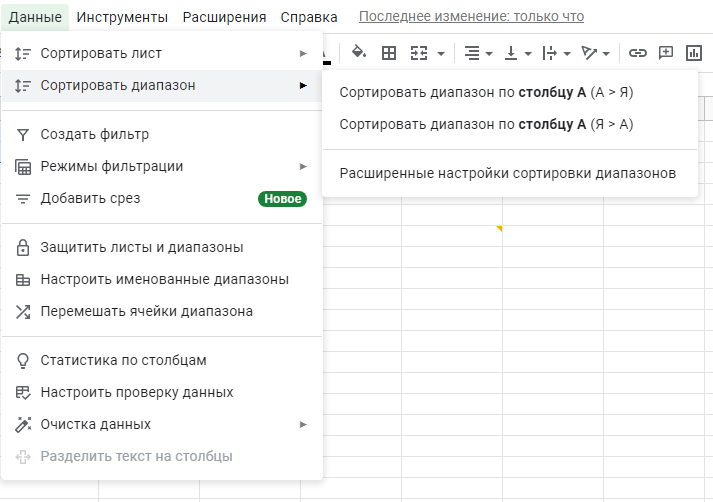 Данные Инструменты Расширения Справка Последнее изменение: только что
Сортировать лист
Сортировать диапазон
Сортировать диапазон по столбцу A (А > Я)
Сортировать диапазон по столбцу A (Я > А)
Расширенные настройки сортировки диапазонов
Создать фильтр
Режимы фильтрации
Добавить срез Новое
Защитить листы и диапазоны
Настроить именованные диапазоны
Перемешать ячейки диапазона
Статистика по столбцам
Настроить проверку данных
Очистка данных
Разделить текст на столбцы